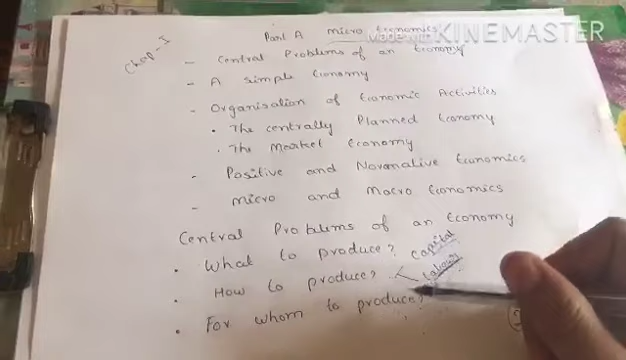 Made with KINEMASTER
Part A Micro Economics
Chap-I
- Central Problems of an Economy
- A Simple Economy
- Organisation of Economic Activities
• The Centrally Planned Economy
• The Market Economy
- Positive and Normative Economics
- Micro and Macro Economics
Central Problems of an Economy
• What to produce?
• How to produce? < Capital
Labour
• For whom to produce?